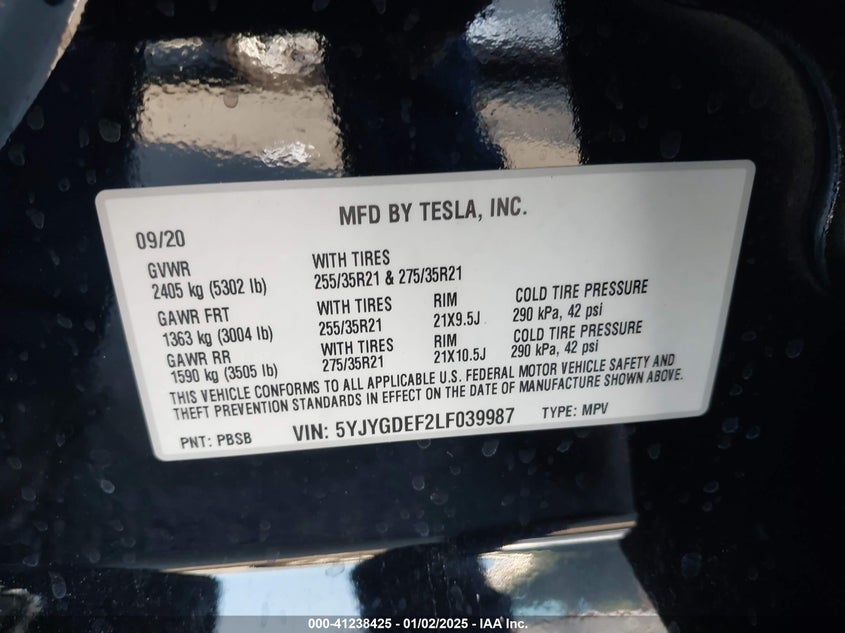 MFD BY TESLA, INC.
09/20
GVWR
2405 kg (5302 lb)
WITH TIRES
255/35R21 & 275/35R21
GAWR FRT
1363 kg (3004 lb)
WITH TIRES
255/35R21
RIM
21X9.5J
COLD TIRE PRESSURE
290 kPa, 42 psi
GAWR RR
1590 kg (3505 lb)
WITH TIRES
275/35R21
RIM
21X10.5J
COLD TIRE PRESSURE
290 kPa, 42 psi
THIS VEHICLE CONFORMS TO ALL APPLICABLE U.S. FEDERAL MOTOR VEHICLE SAFETY AND
THEFT PREVENTION STANDARDS IN EFFECT ON THE DATE OF MANUFACTURE SHOWN ABOVE.
PNT: PBSB
VIN: 5YJYGDEF2LF039987
TYPE: MPV
000-41238425 - 01/02/2025 - IAA Inc.